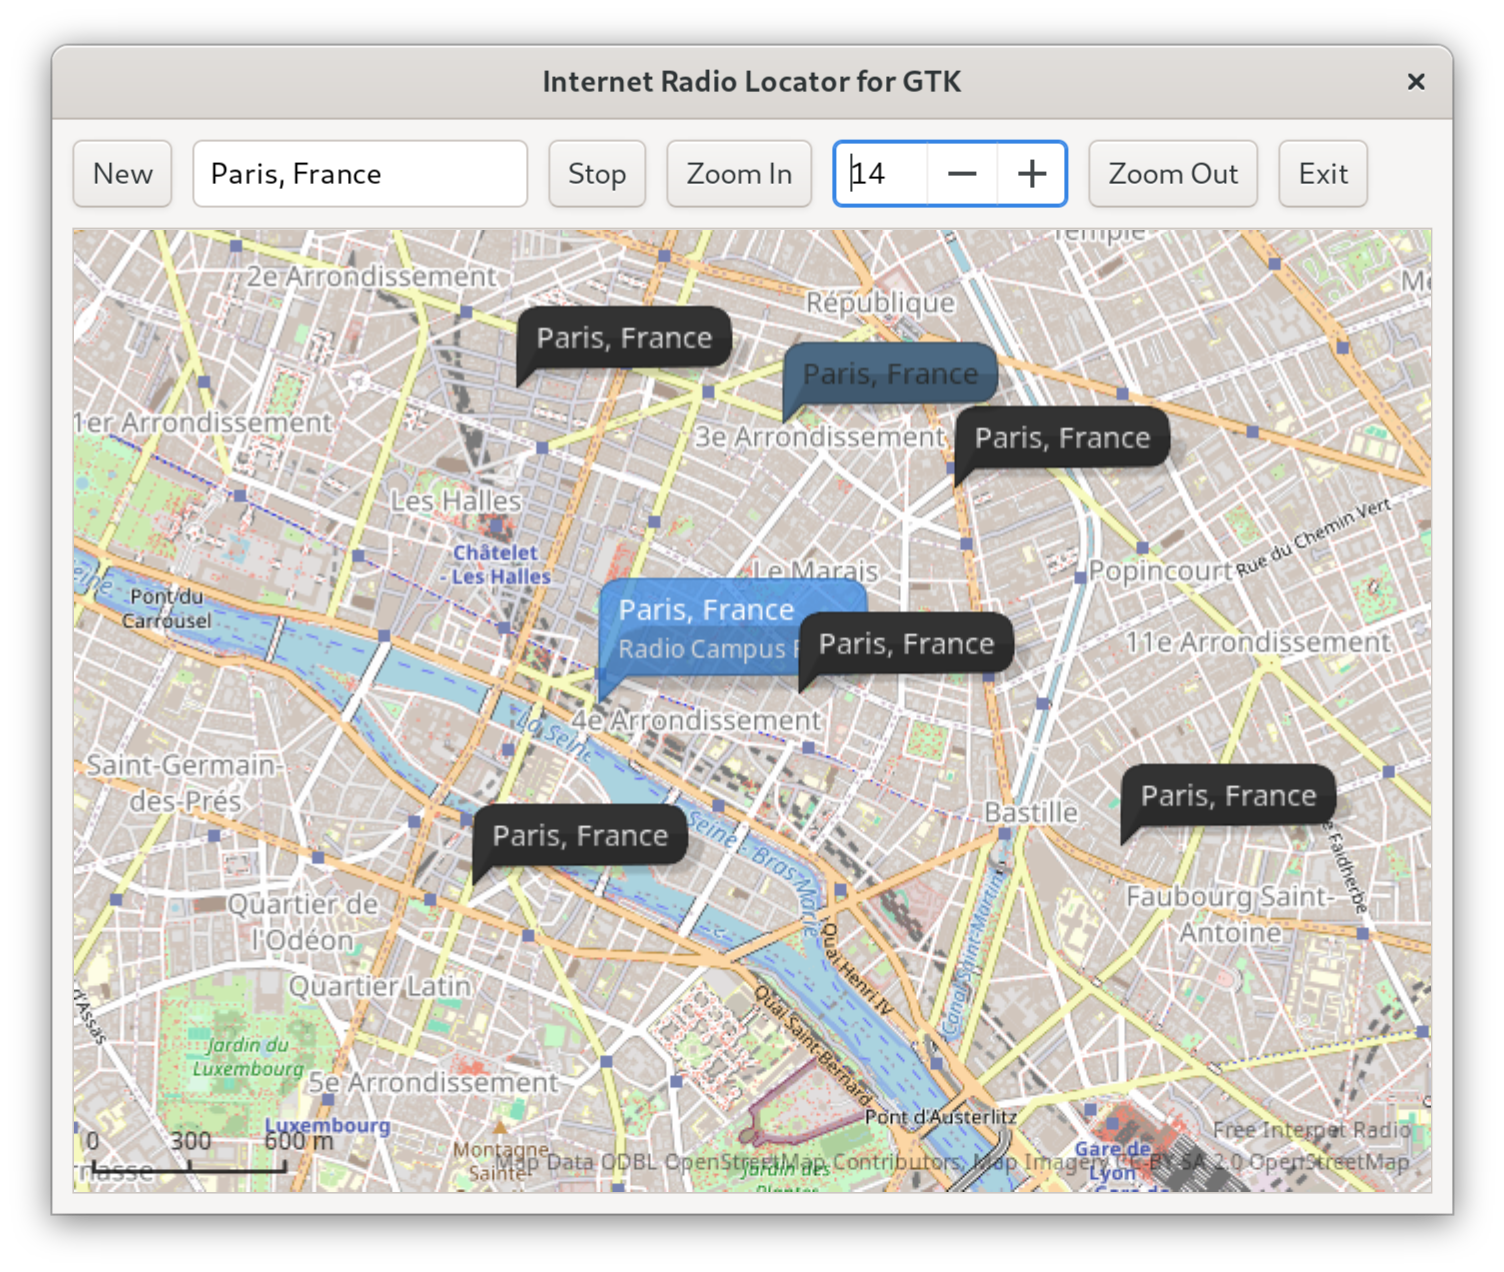 Internet Radio Locator for GTK
New
Paris, France
Stop
Zoom In
14
Zoom Out
Exit
Temple
2e Arrondissement
République
Paris, France
Paris, France
Paris, France
1er Arrondissement
3e Arrondissement
Les Halles
Rue du Chemin Vert
Châtelet
- Les Halles
Le Marais
Popincourt
Pont du
Carrousel
Paris, France
Radio Campus
Paris, France
11e Arrondissement
4e Arrondissement
La Seine
Saint-Germain-
des-Prés
Paris, France
Bastille
Paris, France
Seine - Bras Marie
e Faidherbe
Quartier de
l'Odéon
Faubourg Saint-
Antoine
Quai Henri IV
Canal Saint-Martin
Quartier Latin
d'Assas
Quai Saint-Bernard
Jardin du
Luxembourg
5e Arrondissement
Pont d'Austerlitz
Luxembourg
0 300 600 m
Montagne
Sainte-
Gare de
Lyon
Gare de
Free Internet Radio
Map Data ODBL OpenStreetMap Contributors, Map Imagery CC-BY-SA 2.0 OpenStreetMap
Jardin des
Plantes